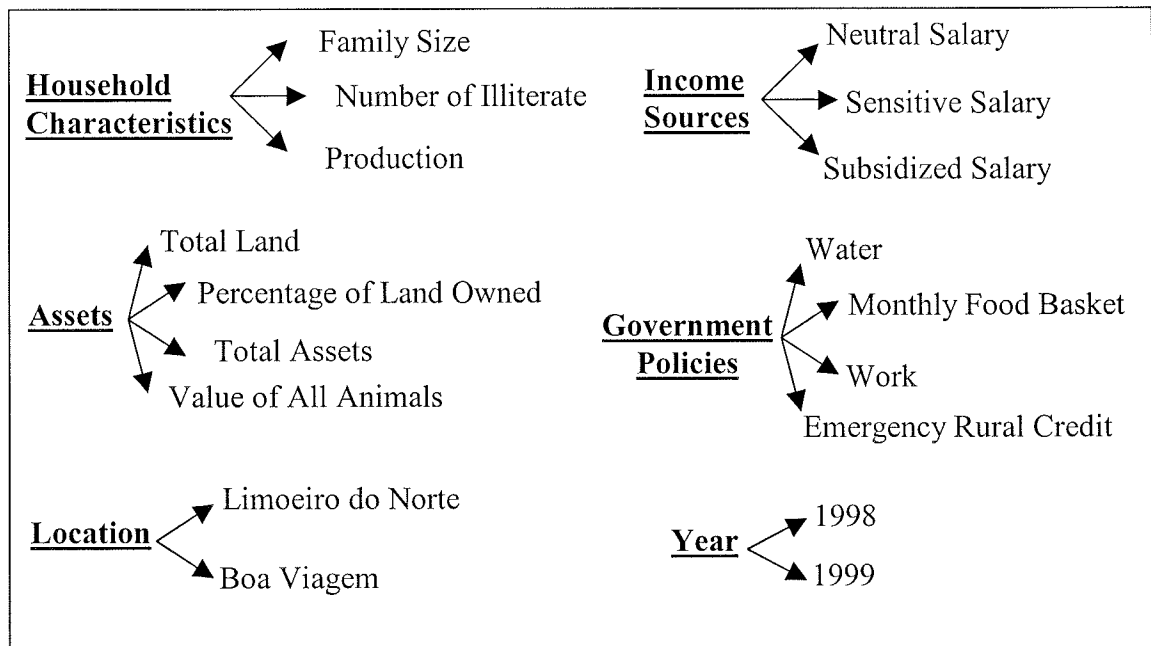 Household
Characteristics
Family Size
Number of Illiterate
Production
Income
Sources
Neutral Salary
Sensitive Salary
Subsidized Salary
Assets
Total Land
Percentage of Land Owned
Total Assets
Value of All Animals
Government
Policies
Water
Monthly Food Basket
Work
Emergency Rural Credit
Location
Limoeiro do Norte
Boa Viagem
Year
1998
1999